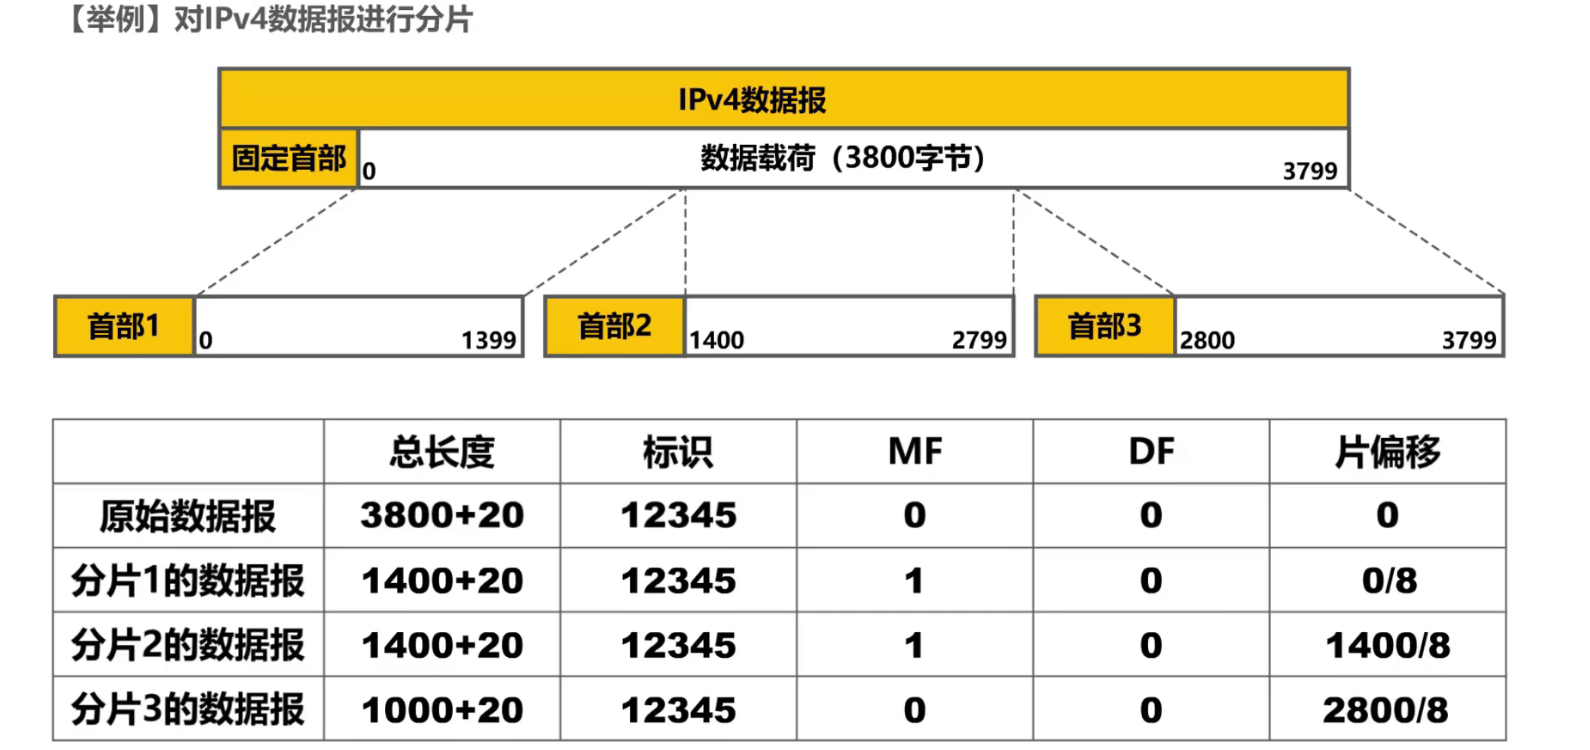 【举例】对IPv4数据报进行分片
IPv4数据报
固定首部 0 数据载荷（3800字节） 3799
首部1 0 1399 首部2 1400 2799 首部3 2800 3799
总长度 标识 MF DF 片偏移
原始数据报 3800+20 12345 0 0 0
分片1的数据报 1400+20 12345 1 0 0/8
分片2的数据报 1400+20 12345 1 0 1400/8
分片3的数据报 1000+20 12345 0 0 2800/8